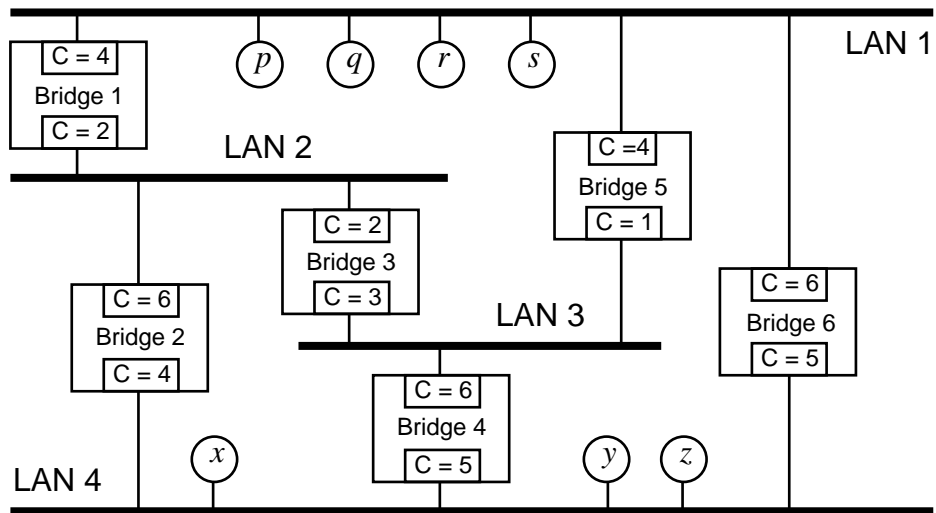 p q r s
LAN 1
C = 4
Bridge 1
C = 2
LAN 2
C =4
Bridge 5
C = 1
C = 2
Bridge 3
C = 3
C = 6
Bridge 2
C = 4
LAN 3
C = 6
Bridge 6
C = 5
C = 6
Bridge 4
C = 5
LAN 4
x y z